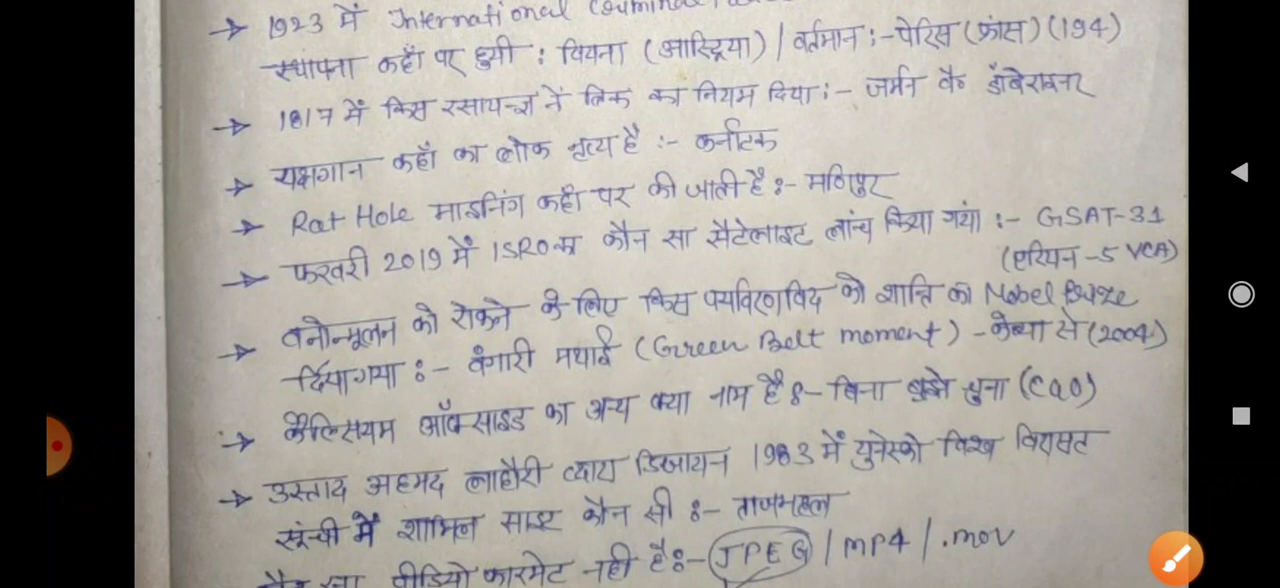 → 1923 में International Criminal
स्थापना कहाँ पर हुयी : वियना (आस्ट्रिया) / वर्तमान :- पेरिस (फ्रांस) (194)
→ 1817 में किस रसायनज्ञ नें त्रिक का नियम दिया :- जर्मन के डॉबेराइनर
→ यक्षगान कहाँ का लोक नृत्य है :- कर्नाटक
→ Rat Hole माइनिंग कहाँ पर की जाती है :- मणिपुर
→ फरवरी 2019 में ISRO का कौन सा सैटेलाइट लांच किया गया :- GSAT-31
(एरियन -5 VCA)
→ वनोन्मूलन को रोकने के लिए किस पर्यावरणविद को शान्ति का Nobel Prize
दिया गया :- वंगारी मथाई (Green Belt moment) - केन्या से (2004)
→ कैल्सियम ऑक्साइड का अन्य क्या नाम है :- बिना बुझे चुना (CaO)
→ उस्ताद अहमद लाहौरी द्वारा डिजायन 1983 में युनेस्को विश्व विरासत
सूंची में शामिल साइट कौन सी :- ताजमहल
वीडियो फारमेट नही है :- JPEG / mp4 / .mov